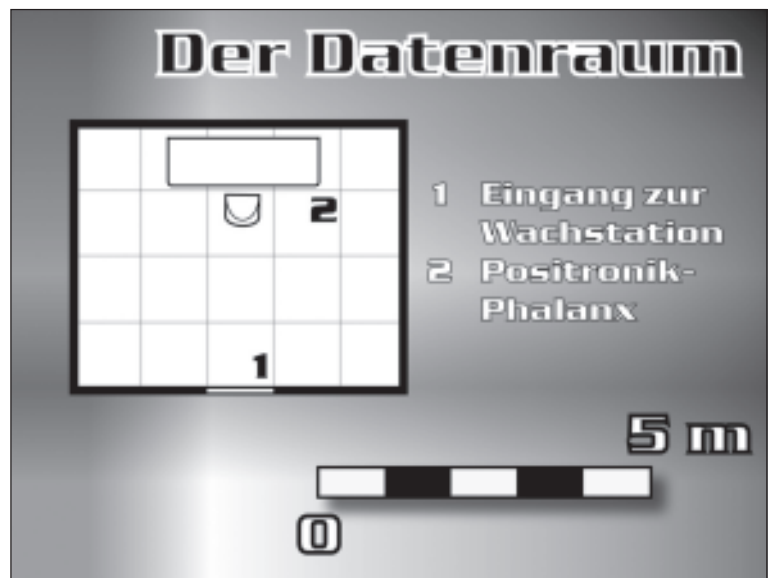 Der Datenraum
2
1
1 Eingang zur
Wachstation
2 Positronik-
Phalanx
5 m
0